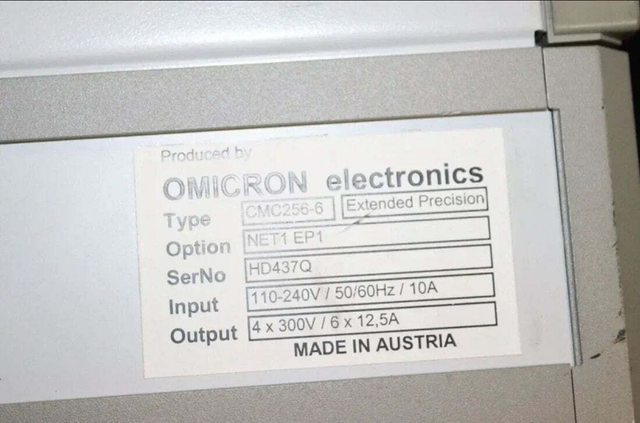 Produced by
OMICRON electronics
Type CMC256-6 Extended Precision
Option NET1 EP1
SerNo HD437Q
Input 110-240V / 50/60Hz / 10A
Output 4 x 300V / 6 x 12,5A
MADE IN AUSTRIA